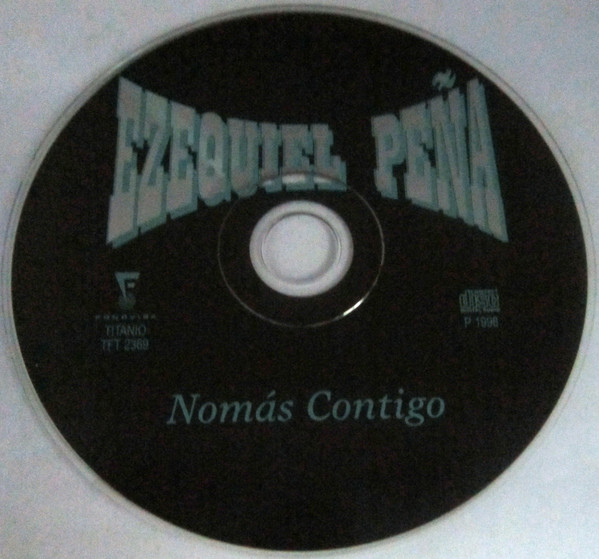 EZEQUIEL PEÑA
FONOVISA
TITANIO
TFT 2369
P 1996
Nomás Contigo